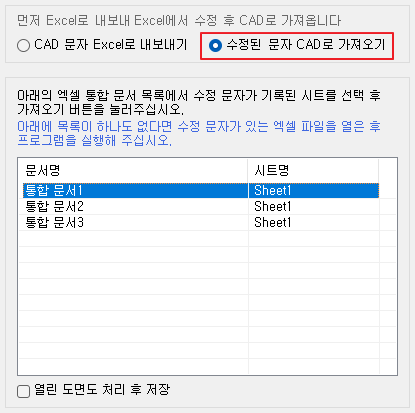 먼저 Excel로 내보내 Excel에서 수정 후 CAD로 가져옵니다
CAD 문자 Excel로 내보내기
수정된 문자 CAD로 가져오기
아래의 엑셀 통합 문서 목록에서 수정 문자가 기록된 시트를 선택 후
가져오기 버튼을 눌러주십시오.
아래에 목록이 하나도 없다면 수정 문자가 있는 엑셀 파일을 열은 후
프로그램을 실행해 주십시오.
문서명 시트명
통합 문서1 Sheet1
통합 문서2 Sheet1
통합 문서3 Sheet1
열린 도면도 처리 후 저장